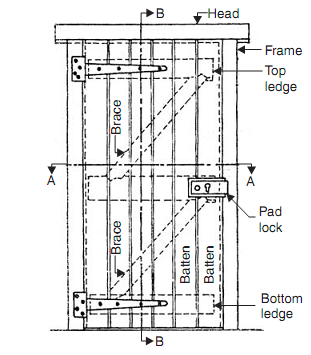 B
Head
Frame
Top
ledge
Brace
A
A
Pad
lock
Brace
Batten
Batten
Bottom
ledge
B